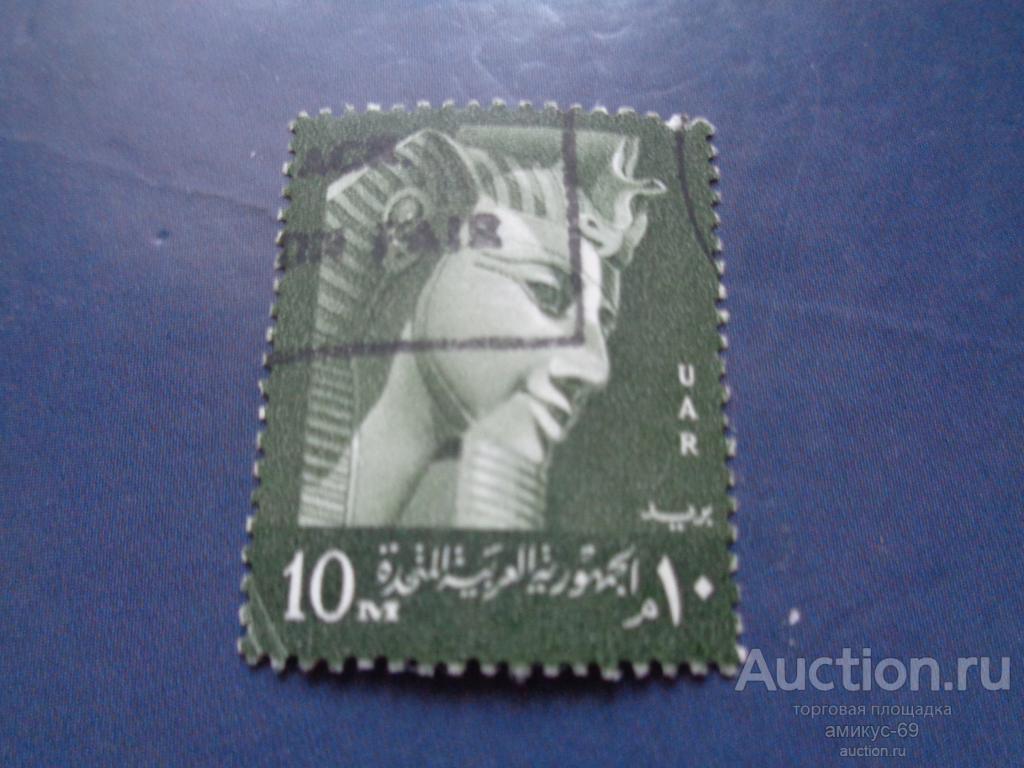 UAR
بريد
10 M
الجمهورية العربية المتحدة
١٠ م
Auction.ru
торговая площадка
амикус-69
auction.ru